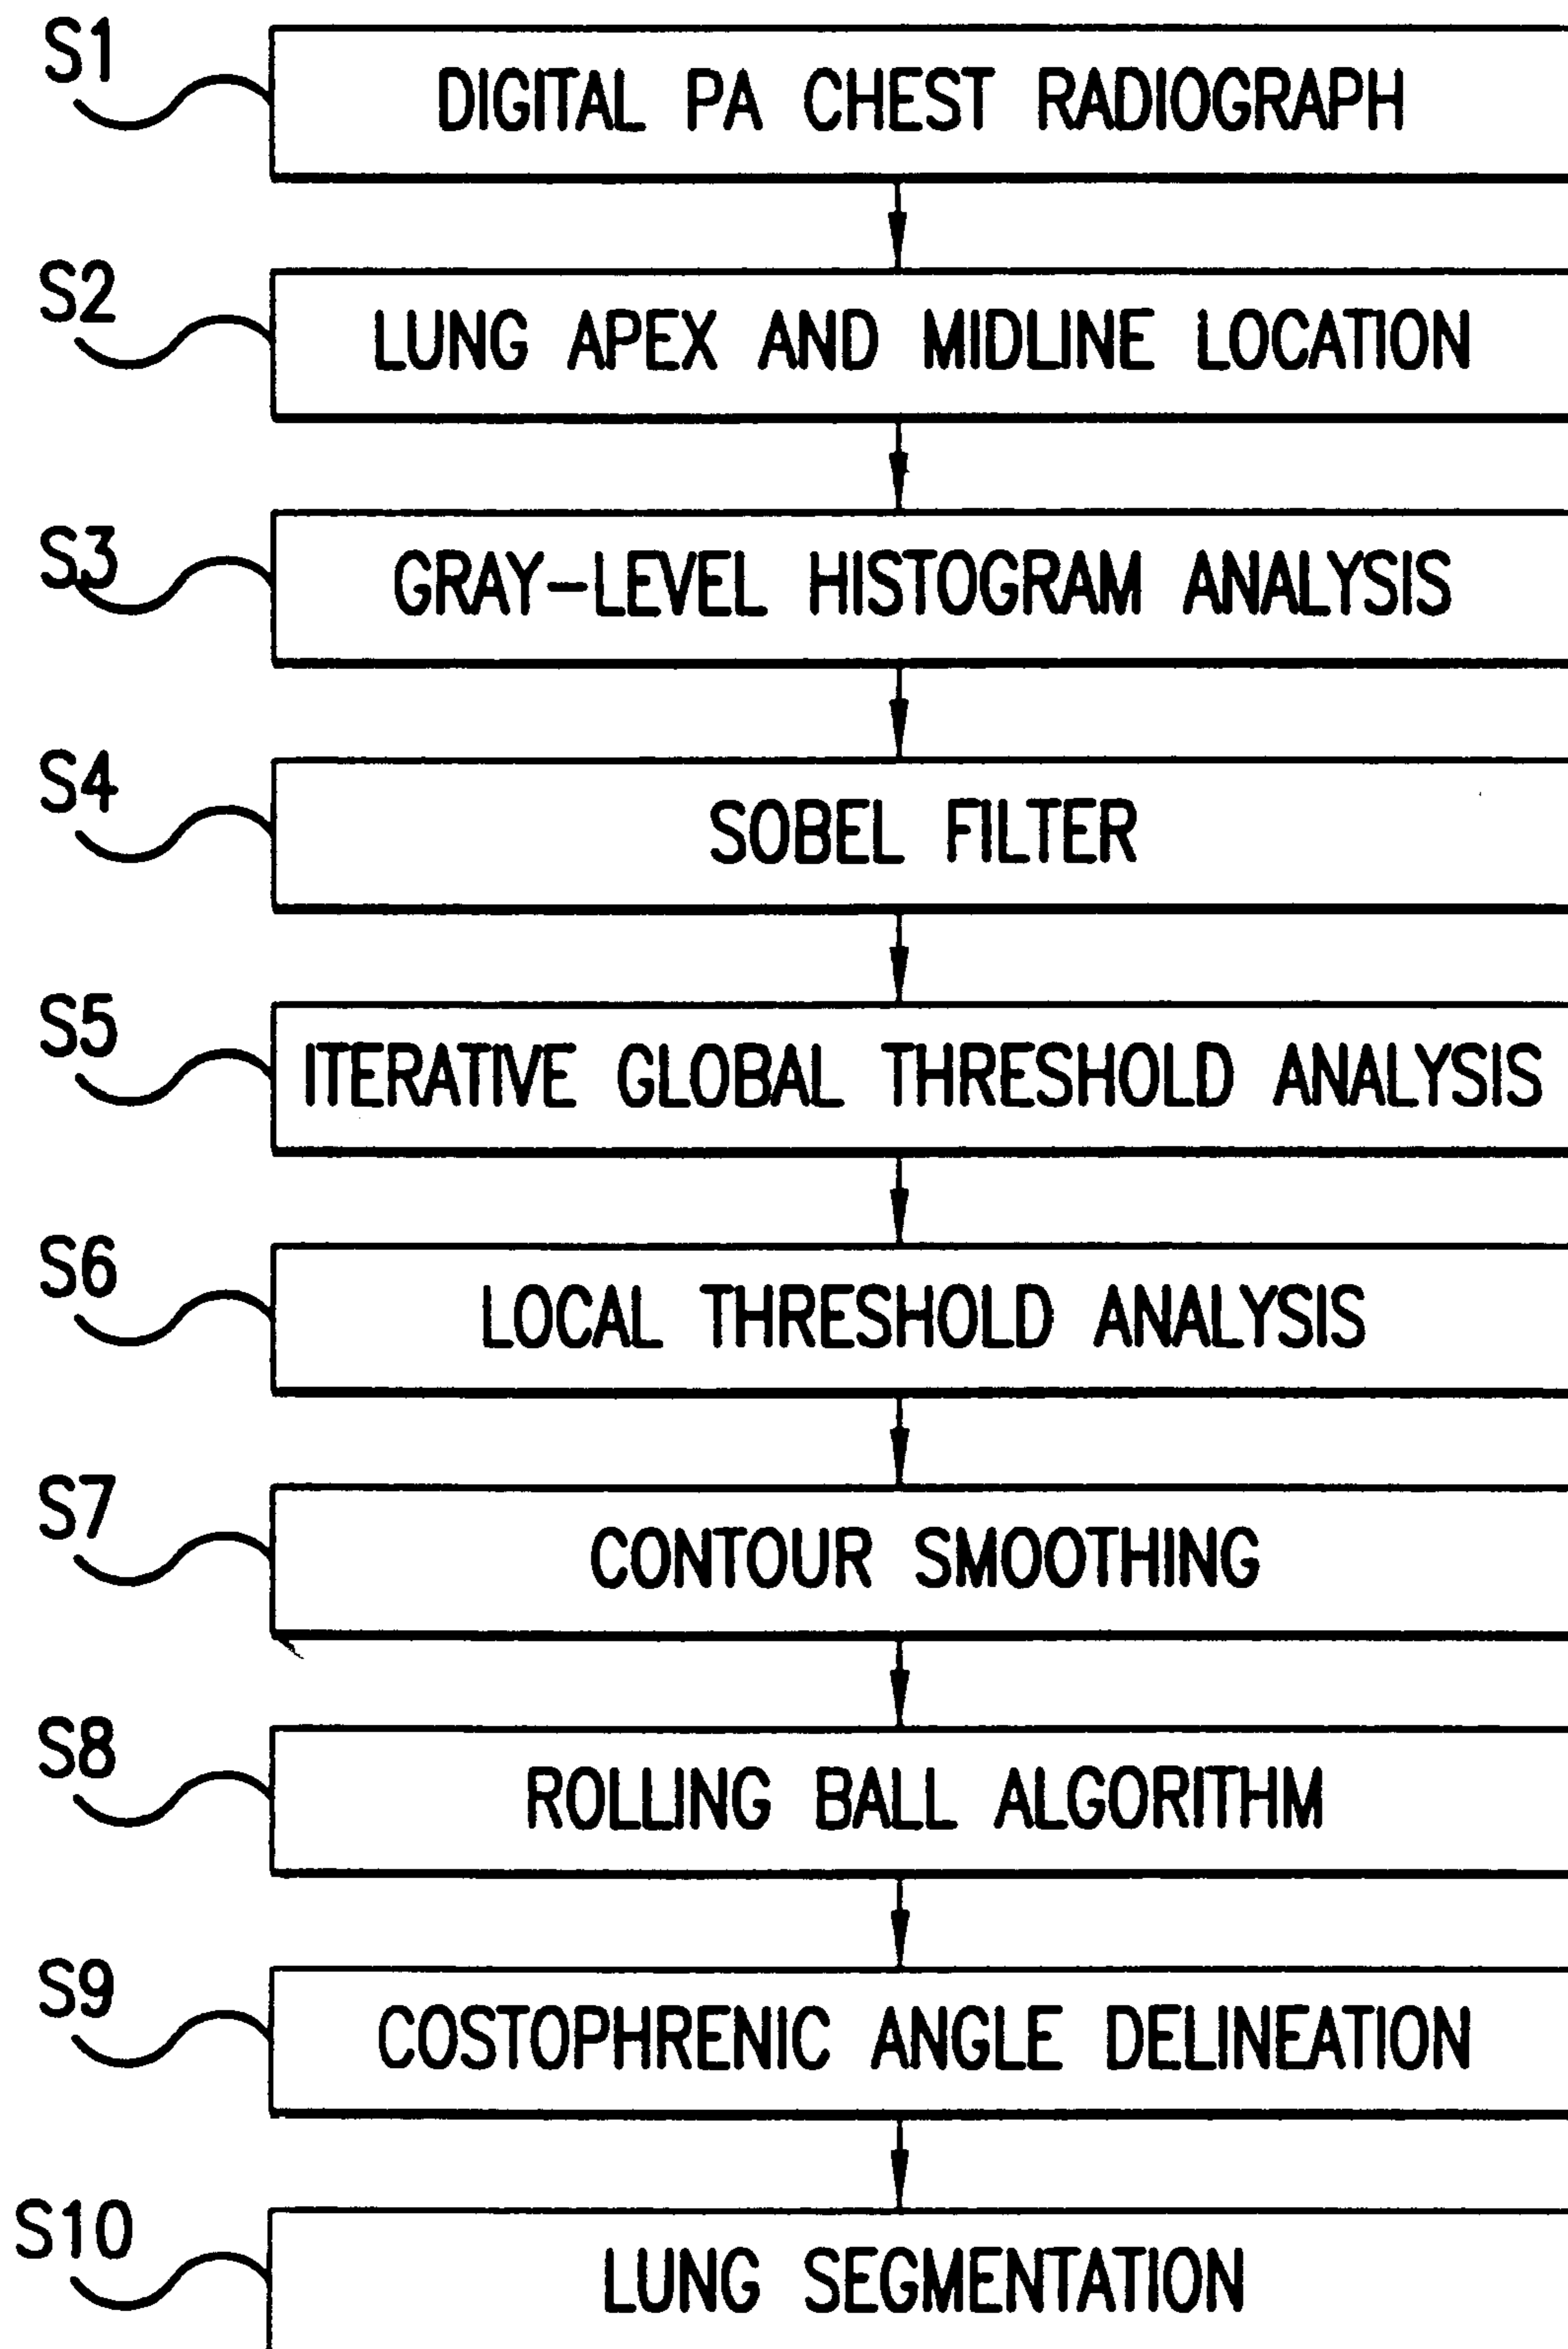 S1
DIGITAL PA CHEST RADIOGRAPH
S2
LUNG APEX AND MIDLINE LOCATION
S3
GRAY-LEVEL HISTOGRAM ANALYSIS
S4
SOBEL FILTER
S5
ITERATIVE GLOBAL THRESHOLD ANALYSIS
S6
LOCAL THRESHOLD ANALYSIS
S7
CONTOUR SMOOTHING
S8
ROLLING BALL ALGORITHM
S9
COSTOPHRENIC ANGLE DELINEATION
S10
LUNG SEGMENTATION